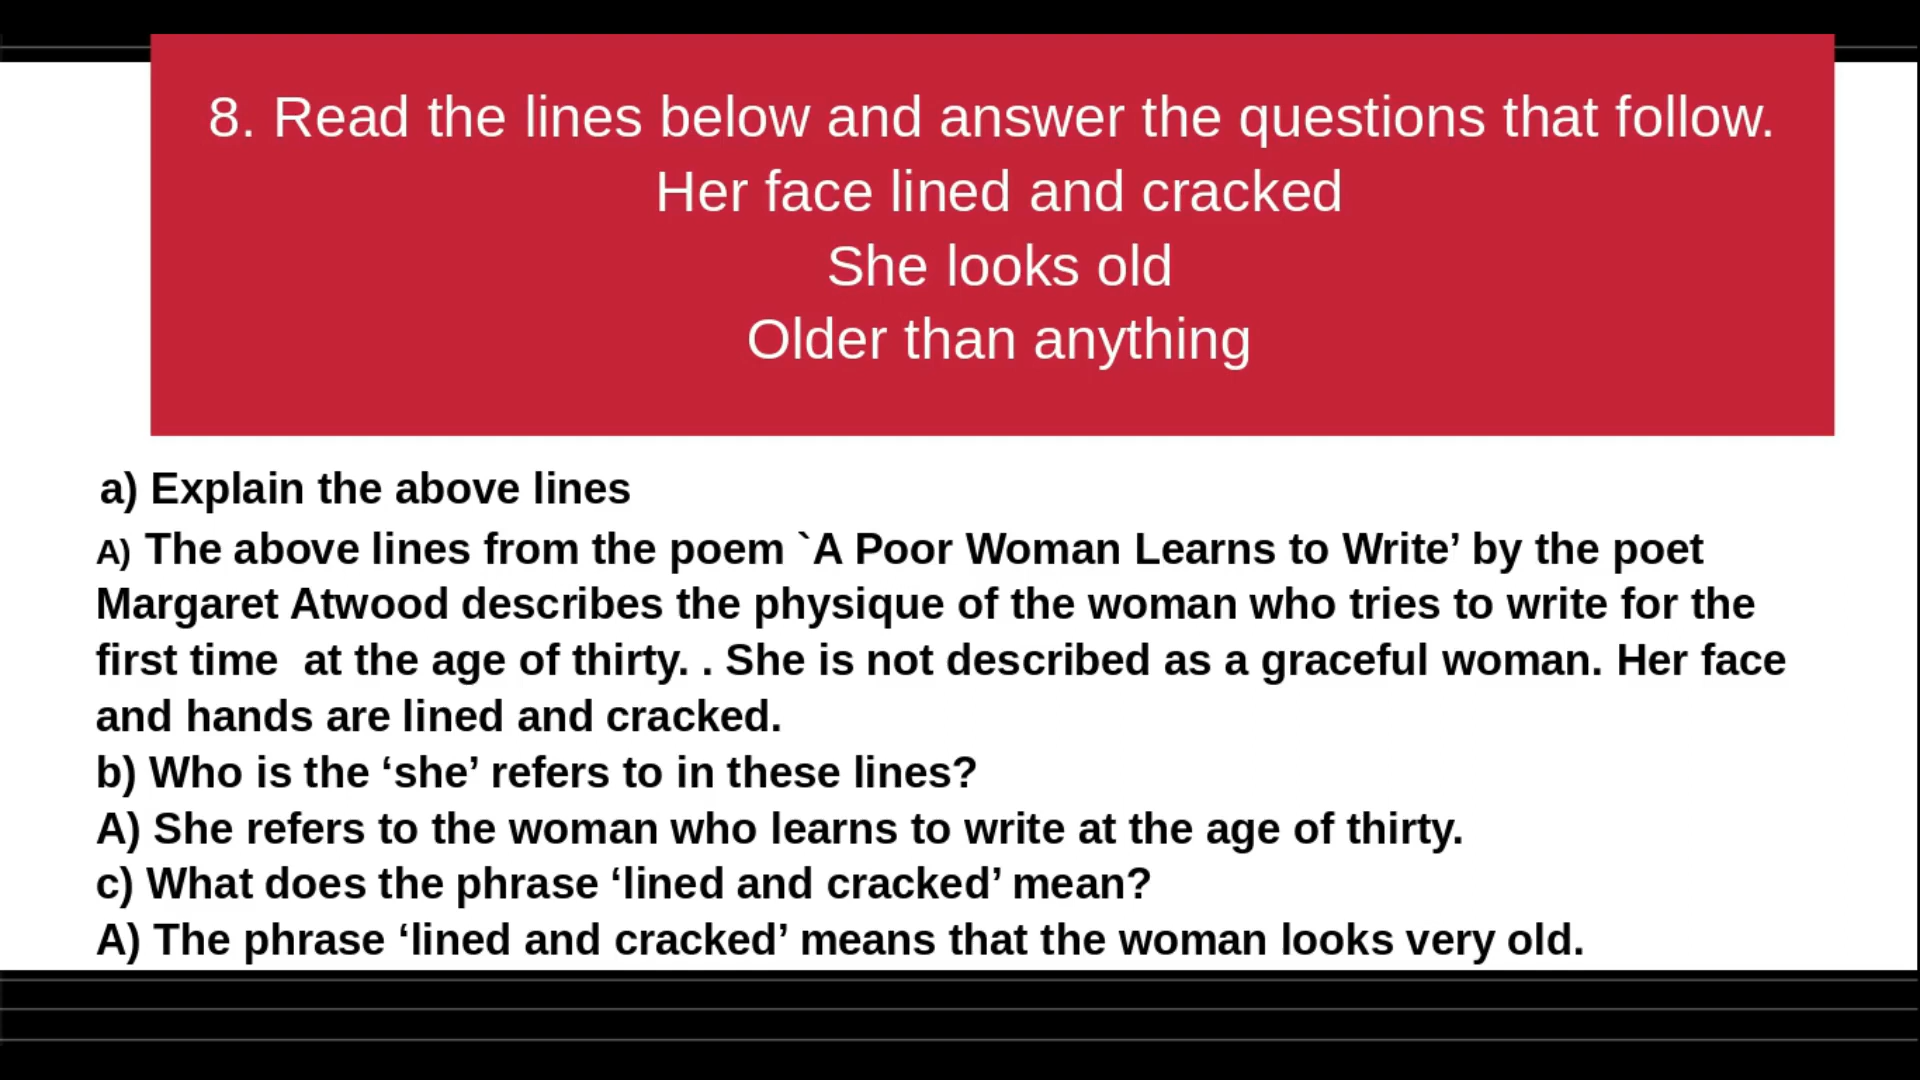 8. Read the lines below and answer the questions that follow.
Her face lined and cracked
She looks old
Older than anything
a) Explain the above lines
A) The above lines from the poem `A Poor Woman Learns to Write’ by the poet
Margaret Atwood describes the physique of the woman who tries to write for the
first time  at the age of thirty. . She is not described as a graceful woman. Her face
and hands are lined and cracked.
b) Who is the ‘she’ refers to in these lines?
A) She refers to the woman who learns to write at the age of thirty.
c) What does the phrase ‘lined and cracked’ mean?
A) The phrase ‘lined and cracked’ means that the woman looks very old.